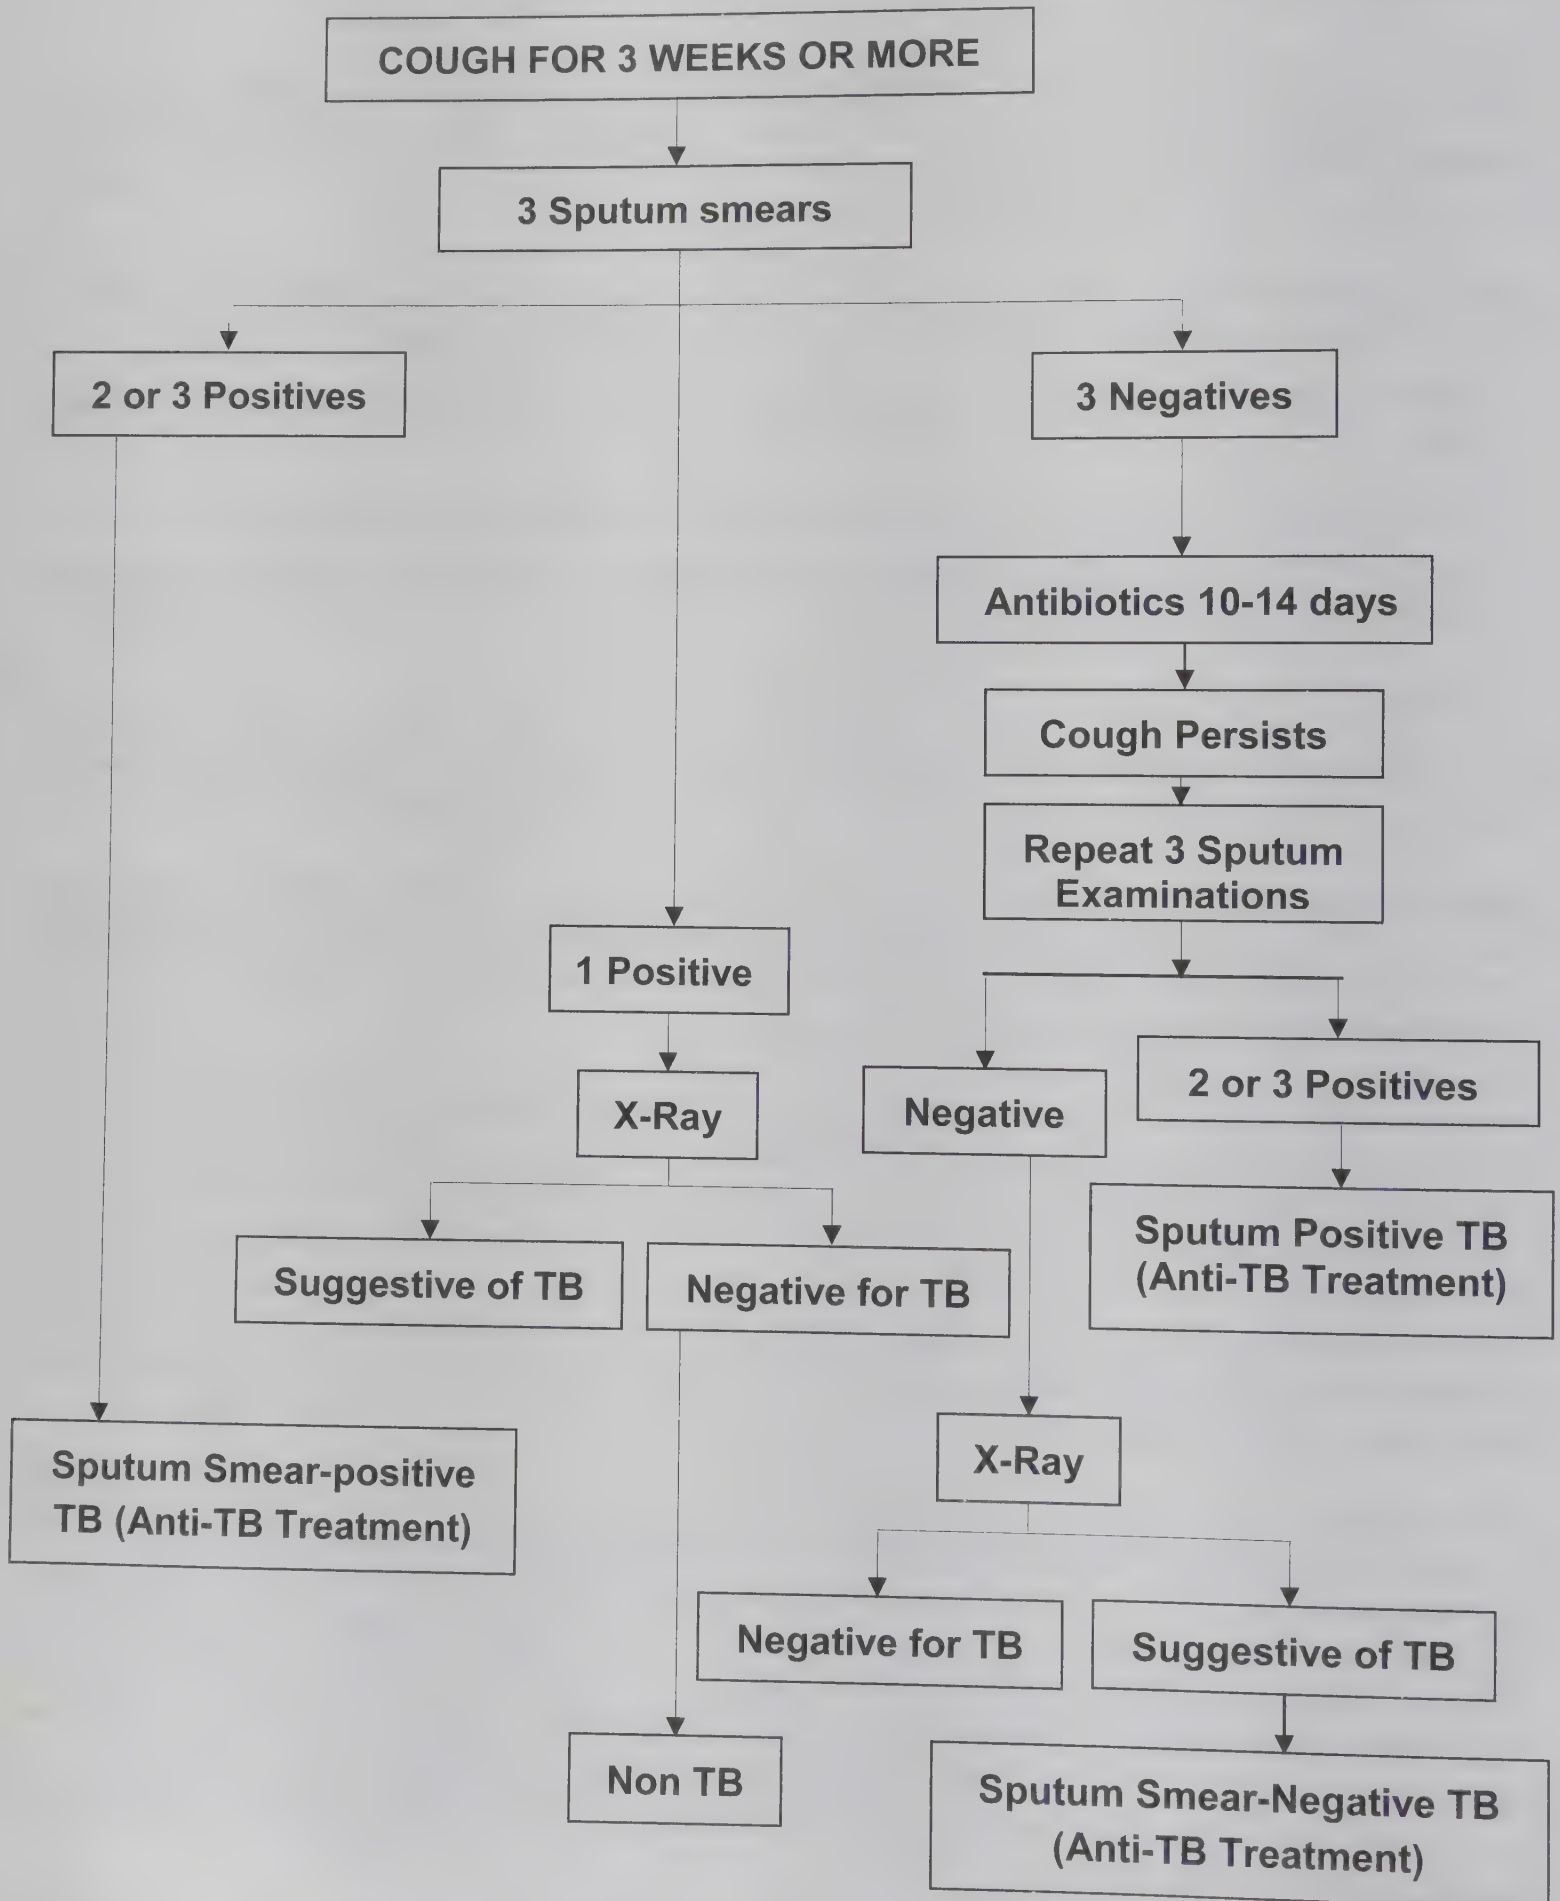 COUGH FOR 3 WEEKS OR MORE
3 Sputum smears
2 or 3 Positives
3 Negatives
Antibiotics 10-14 days
Cough Persists
Repeat 3 Sputum
Examinations
1 Positive
X-Ray
Negative
2 or 3 Positives
Suggestive of TB
Negative for TB
Sputum Positive TB
(Anti-TB Treatment)
Sputum Smear-positive
TB (Anti-TB Treatment)
X-Ray
Negative for TB
Suggestive of TB
Non TB
Sputum Smear-Negative TB
(Anti-TB Treatment)